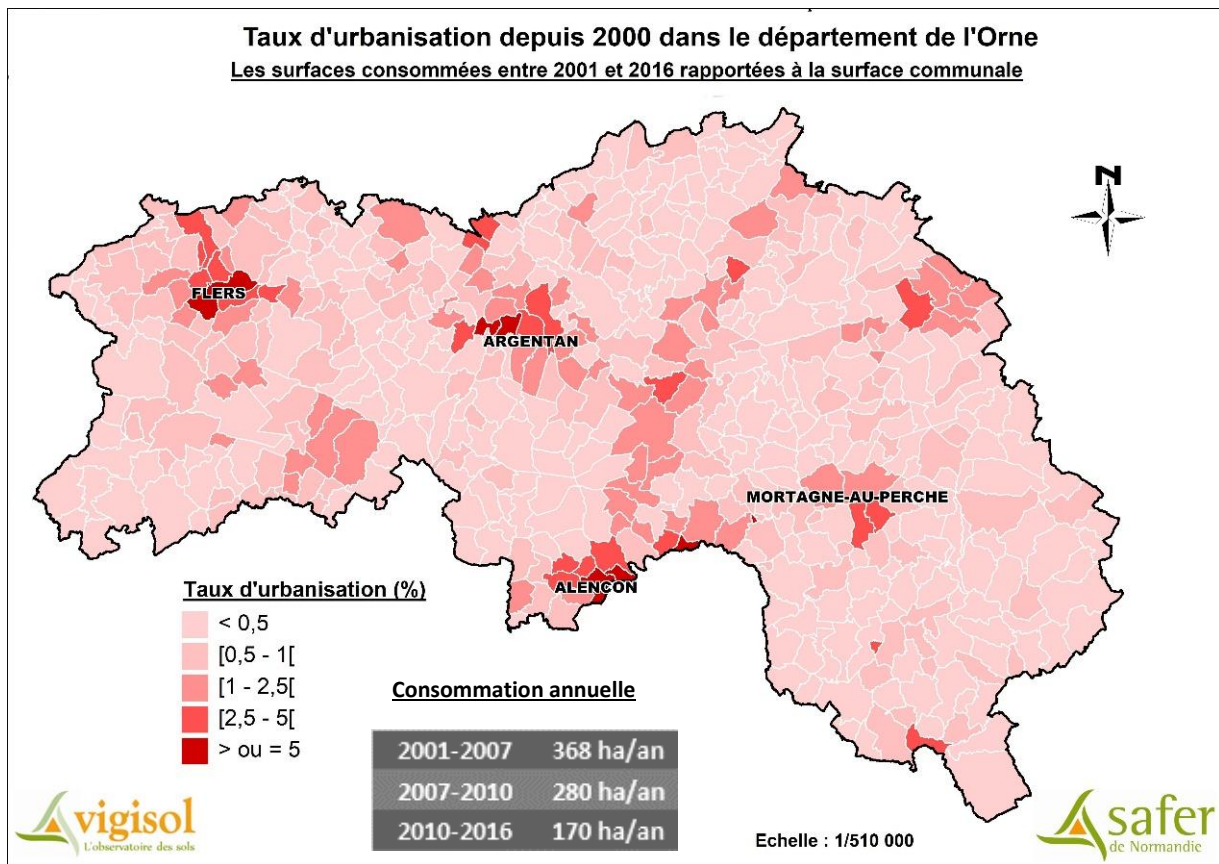 Taux d'urbanisation depuis 2000 dans le département de l'Orne
Les surfaces consommées entre 2001 et 2016 rapportées à la surface communale
N
FLERS
ARGENTAN
MORTAGNE-AU-PERCHE
ALENCON
Taux d'urbanisation (%)
< 0,5
[0,5 - 1[
[1 - 2,5[
[2,5 - 5[
> ou = 5
Consommation annuelle
2001-2007 368 ha/an
2007-2010 280 ha/an
2010-2016 170 ha/an
Echelle : 1/510 000
vigisol
L'observatoire des sols
safer
de Normandie